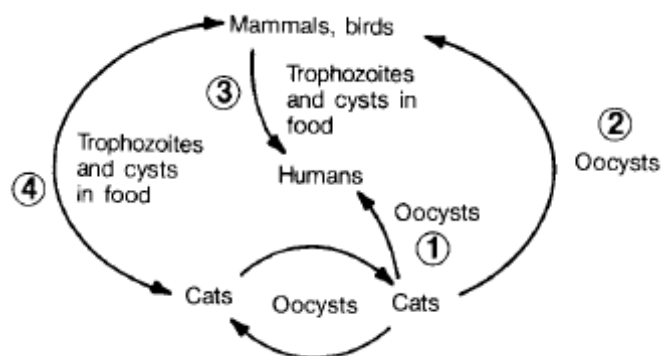 Mammals, birds
③
Trophozoites
and cysts in
food
②
Oocysts
Trophozoites
and cysts
in food
④
Humans
Oocysts
①
Cats
Oocysts
Cats